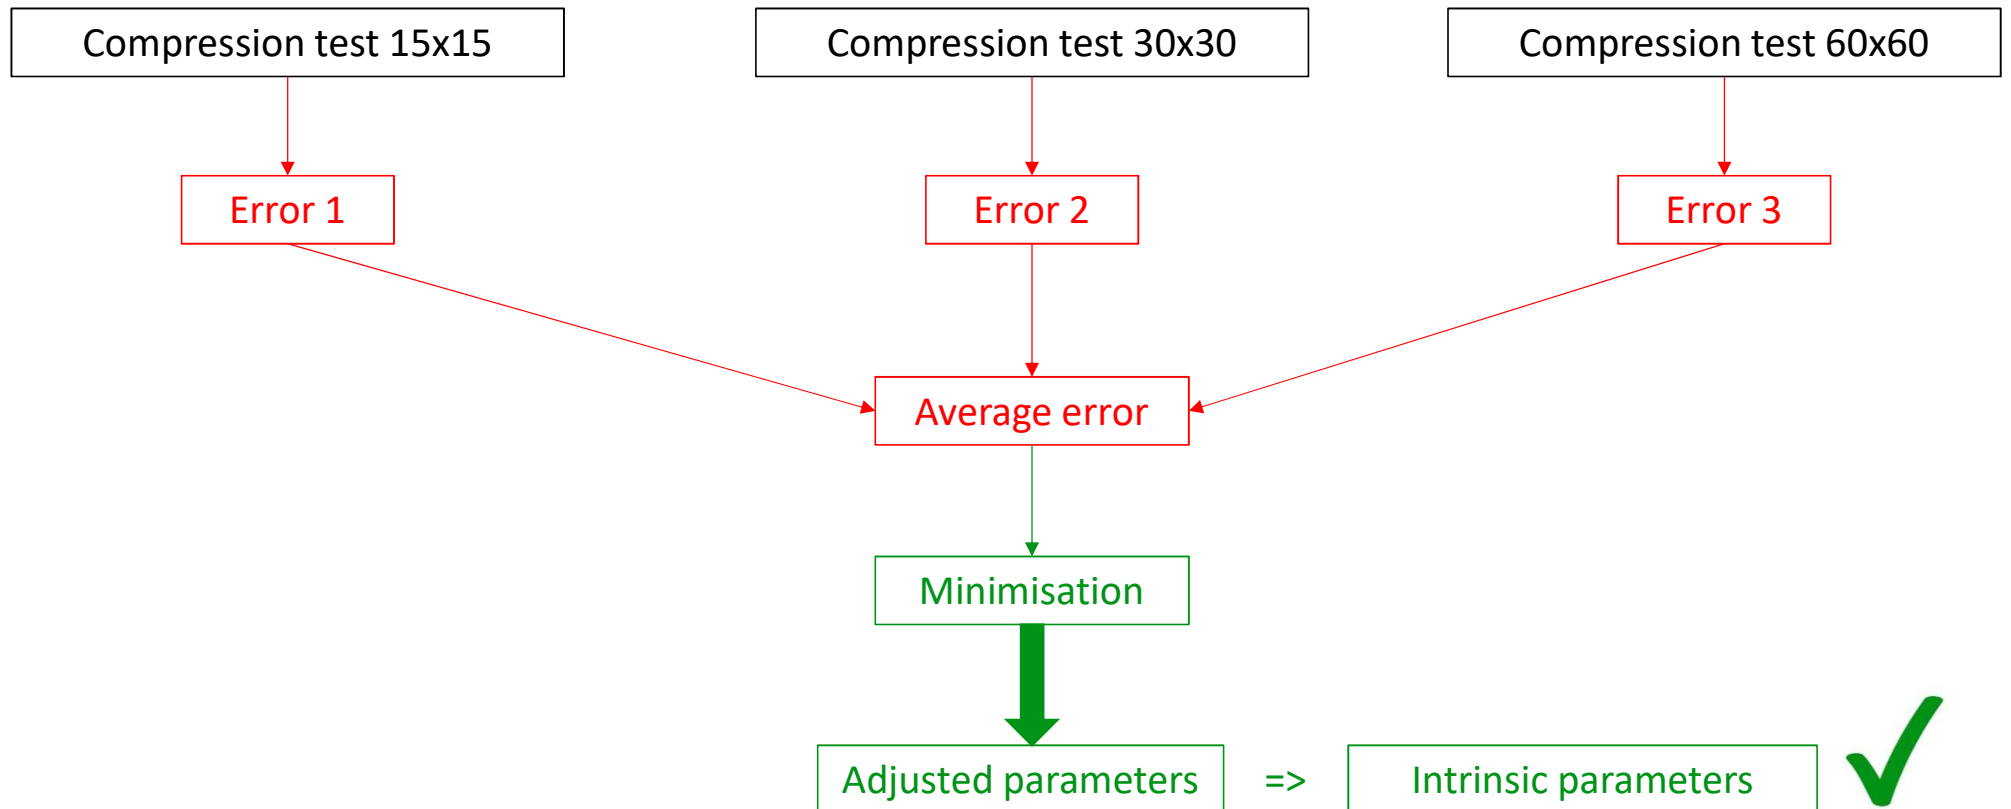 Compression test 15x15
Compression test 30x30
Compression test 60x60
Error 1
Error 2
Error 3
Average error
Minimisation
Adjusted parameters
=>
Intrinsic parameters